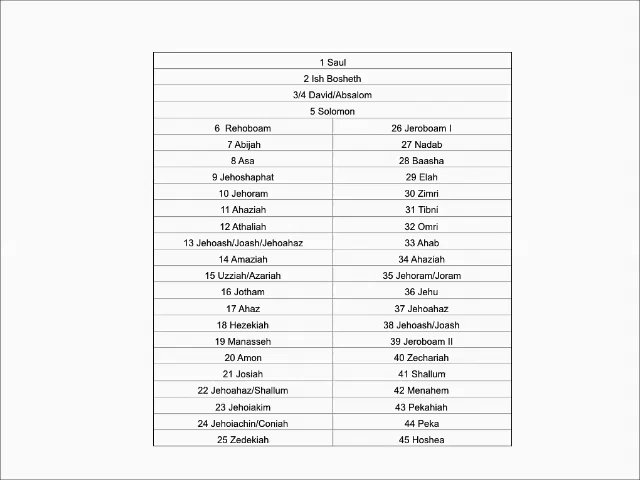 1 Saul
2 Ish Bosheth
3/4 David/Absalom
5 Solomon
6 Rehoboam 26 Jeroboam I
7 Abijah 27 Nadab
8 Asa 28 Baasha
9 Jehoshaphat 29 Elah
10 Jehoram 30 Zimri
11 Ahaziah 31 Tibni
12 Athaliah 32 Omri
13 Jehoash/Joash/Jehoahaz 33 Ahab
14 Amaziah 34 Ahaziah
15 Uzziah/Azariah 35 Jehoram/Joram
16 Jotham 36 Jehu
17 Ahaz 37 Jehoahaz
18 Hezekiah 38 Jehoash/Joash
19 Manasseh 39 Jeroboam II
20 Amon 40 Zechariah
21 Josiah 41 Shallum
22 Jehoahaz/Shallum 42 Menahem
23 Jehoiakim 43 Pekahiah
24 Jehoiachin/Coniah 44 Peka
25 Zedekiah 45 Hoshea